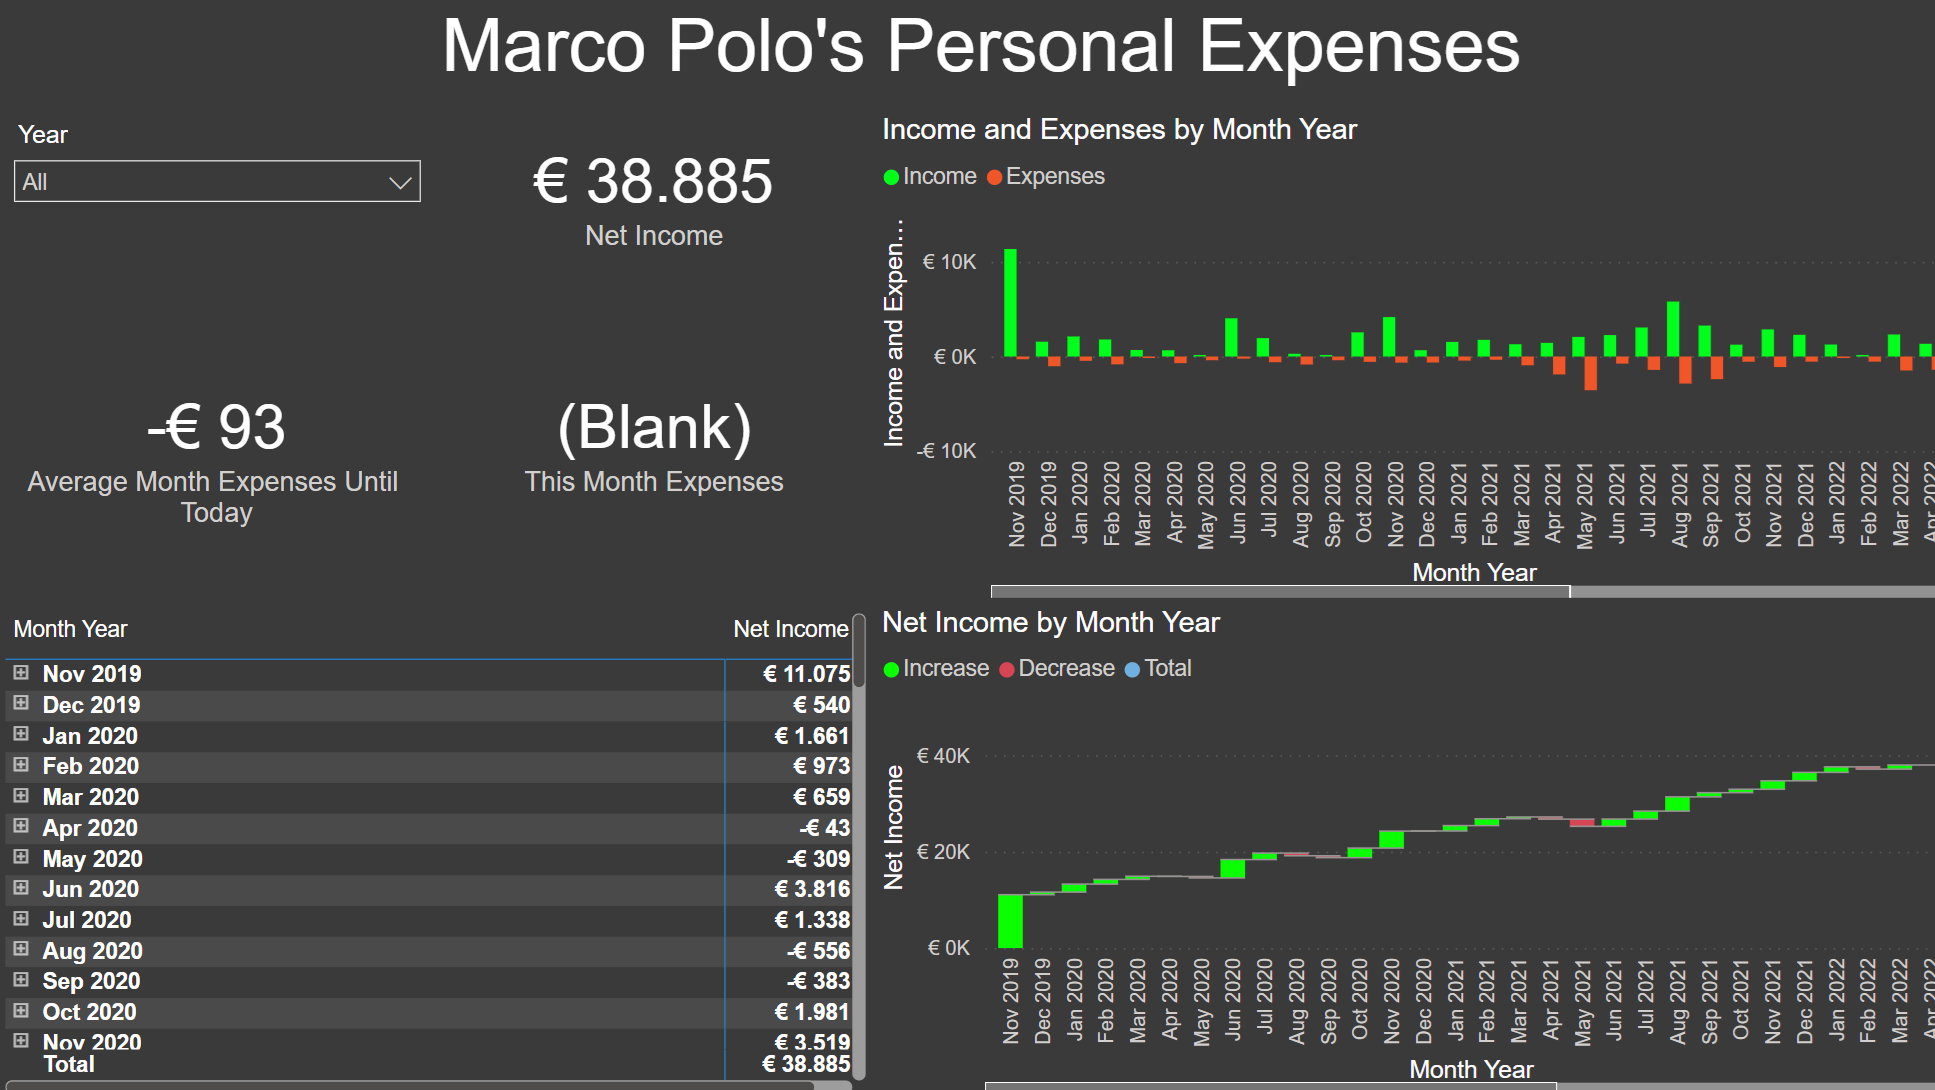 Marco Polo's Personal Expenses
Year
All
€ 38.885
Net Income
-€ 93
Average Month Expenses Until
Today
(Blank)
This Month Expenses
Income and Expenses by Month Year
Income Expenses
Income and Expen...
€ 10K
€ 0K
-€ 10K
Nov 2019
Dec 2019
Jan 2020
Feb 2020
Mar 2020
Apr 2020
May 2020
Jun 2020
Jul 2020
Aug 2020
Sep 2020
Oct 2020
Nov 2020
Dec 2020
Jan 2021
Feb 2021
Mar 2021
Apr 2021
May 2021
Jun 2021
Jul 2021
Aug 2021
Sep 2021
Oct 2021
Nov 2021
Dec 2021
Jan 2022
Feb 2022
Mar 2022
Apr 2022
Month Year
Month Year Net Income
Nov 2019 € 11.075
Dec 2019 € 540
Jan 2020 € 1.661
Feb 2020 € 973
Mar 2020 € 659
Apr 2020 -€ 43
May 2020 -€ 309
Jun 2020 € 3.816
Jul 2020 € 1.338
Aug 2020 -€ 556
Sep 2020 -€ 383
Oct 2020 € 1.981
Nov 2020 € 3.519
Total € 38.885
Net Income by Month Year
Increase Decrease Total
Net Income
€ 40K
€ 20K
€ 0K
Nov 2019
Dec 2019
Jan 2020
Feb 2020
Mar 2020
Apr 2020
May 2020
Jun 2020
Jul 2020
Aug 2020
Sep 2020
Oct 2020
Nov 2020
Dec 2020
Jan 2021
Feb 2021
Mar 2021
Apr 2021
May 2021
Jun 2021
Jul 2021
Aug 2021
Sep 2021
Oct 2021
Nov 2021
Dec 2021
Jan 2022
Feb 2022
Mar 2022
Apr 2022
Month Year